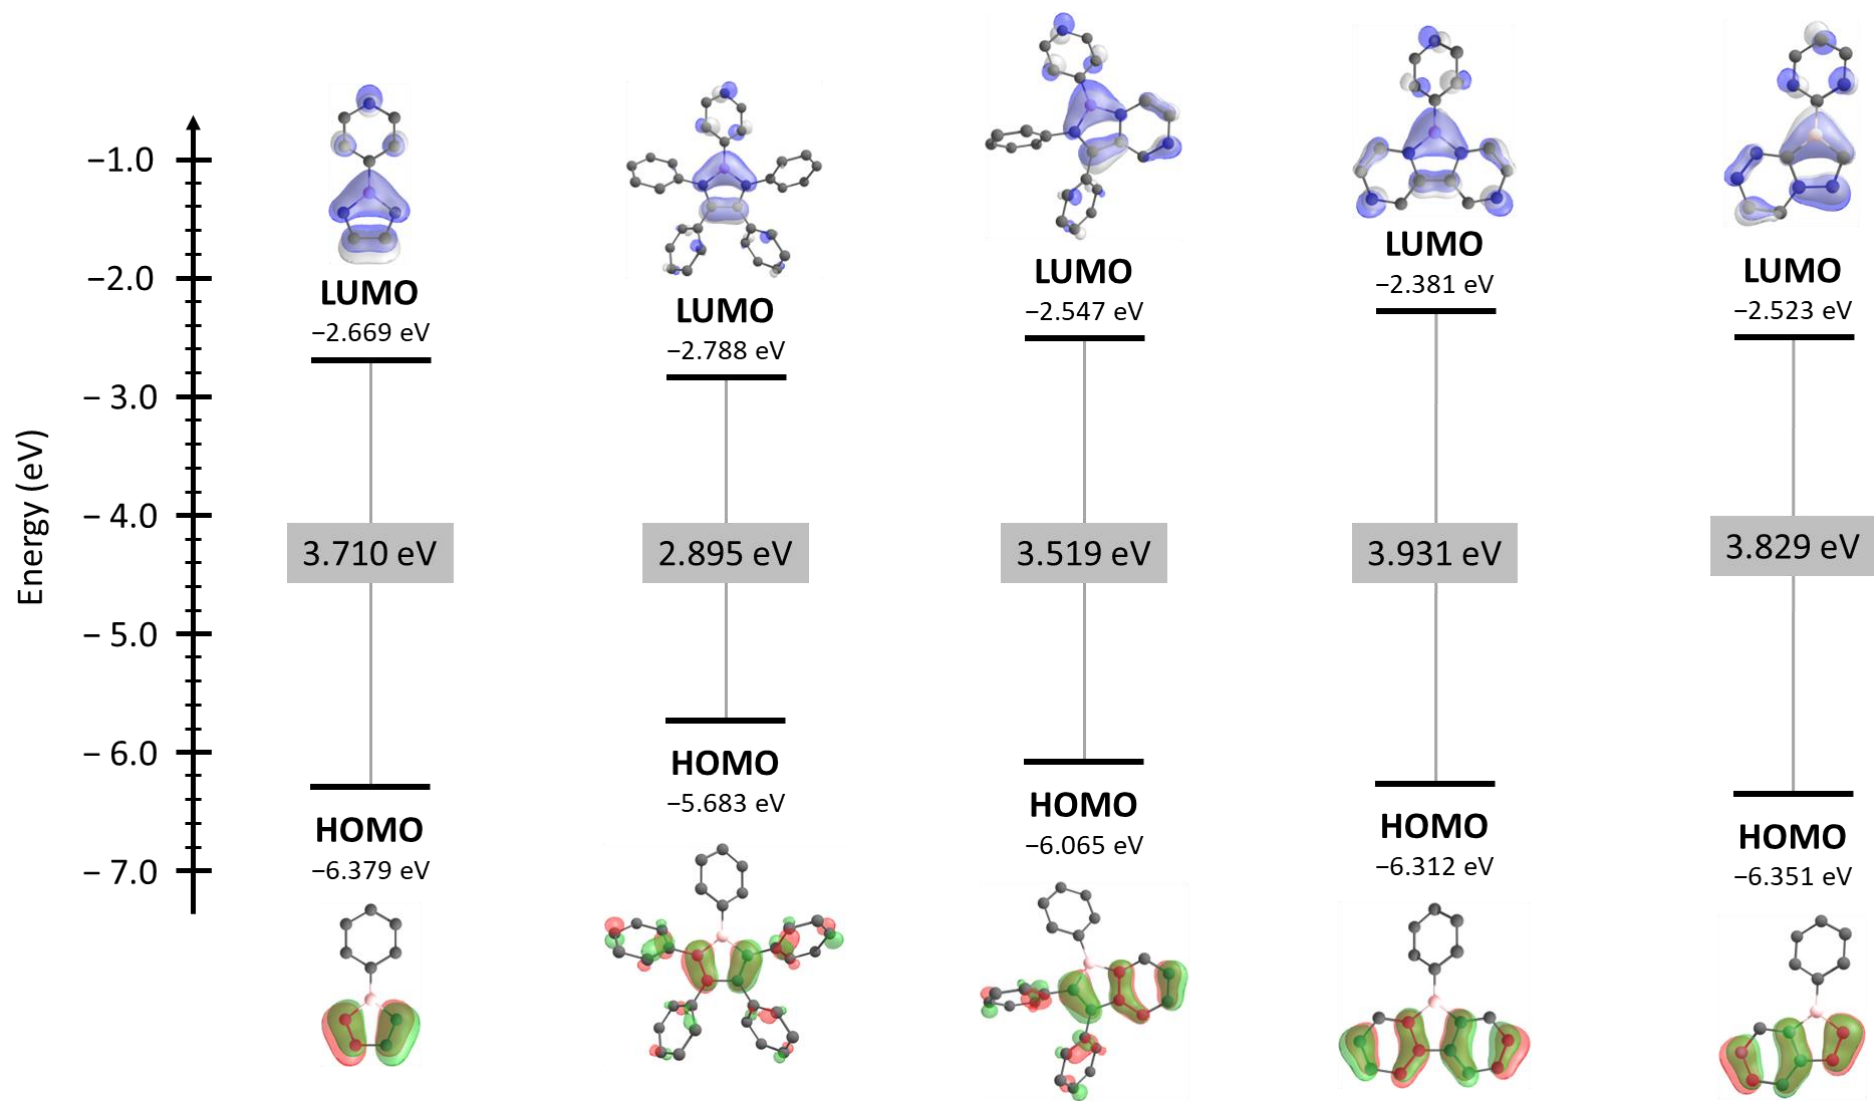 Energy (eV)
−1.0
−2.0
− 3.0
− 4.0
− 5.0
− 6.0
− 7.0
LUMO
−2.669 eV
3.710 eV
HOMO
−6.379 eV
LUMO
−2.788 eV
2.895 eV
HOMO
−5.683 eV
LUMO
−2.547 eV
3.519 eV
HOMO
−6.065 eV
LUMO
−2.381 eV
3.931 eV
HOMO
−6.312 eV
LUMO
−2.523 eV
3.829 eV
HOMO
−6.351 eV